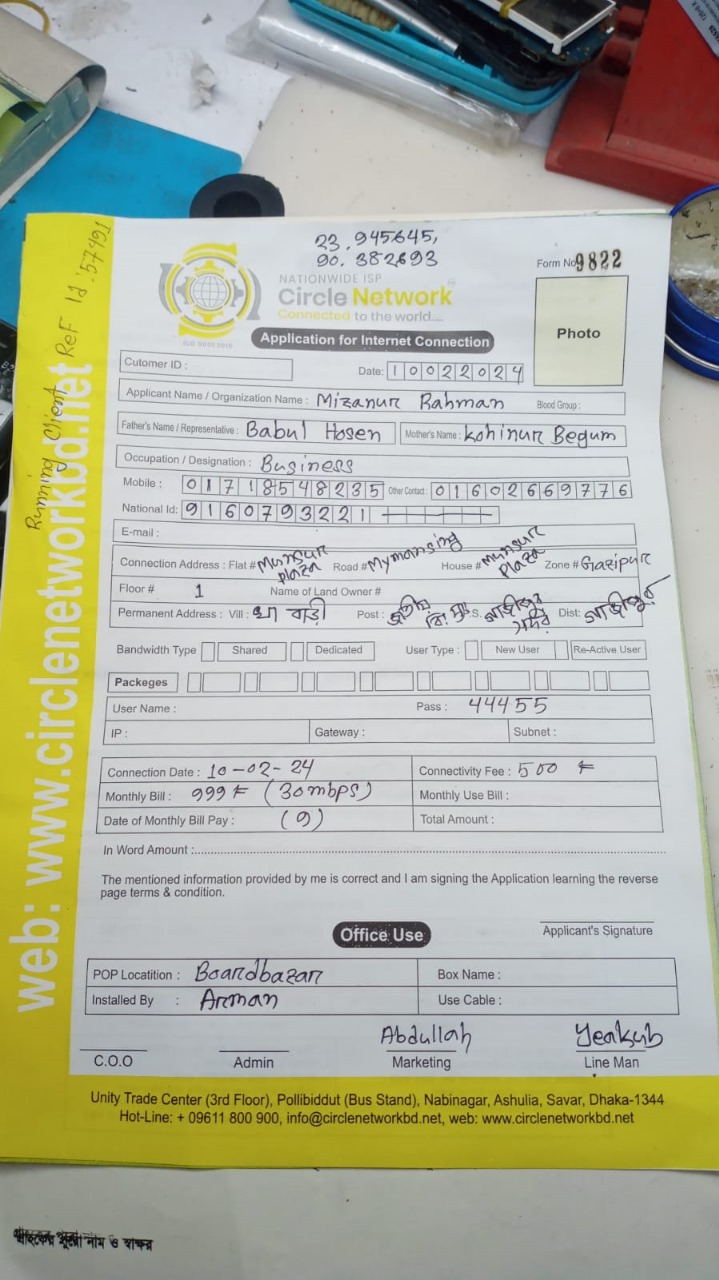 23.945645,
90.382693
Form No 9822
NATIONWIDE ISP
Circle Network
Connected to the world....
ISO 9001:2015
Application for Internet Connection
Photo
Cutomer ID :
Date: 10022024
Applicant Name / Organization Name : Mizanur Rahman Blood Group :
Father's Name / Representative : Babul Hosen Mother's Name : Kohinur Begum
Occupation / Designation : Business
Mobile : 01718548235 Other Contact : 01602669776
National Id: 9160793221
E-mail :
Connection Address : Flat # Munsur plaza Road # Mymonsing House # Munsur plaza Zone # Gazipur
Floor # 1 Name of Land Owner #
Permanent Address : Vill : খা বাড়ী Post : জাতীয় বি. P.S. গাজীপুর সদর Dist: গাজীপুর
Bandwidth Type Shared Dedicated User Type : New User Re-Active User
Packeges
User Name : Pass : 44455
IP : Gateway : Subnet :
Connection Date : 10-02-24 Connectivity Fee : 500 ৳
Monthly Bill : 999 ৳ (30mbps) Monthly Use Bill :
Date of Monthly Bill Pay : (9) Total Amount :
In Word Amount :
The mentioned information provided by me is correct and I am signing the Application learning the reverse
page terms & condition.
Office Use
Applicant's Signature
POP Locatition : Boardbazar Box Name :
Installed By : Arman Use Cable :
Abdullah Yeakub
C.O.O Admin Marketing Line Man
Unity Trade Center (3rd Floor), Pollibiddut (Bus Stand), Nabinagar, Ashulia, Savar, Dhaka-1344
Hot-Line: + 09611 800 900, info@circlenetworkbd.net, web: www.circlenetworkbd.net
web: www.circlenetworkbd.net
Running Client Ref Id : 57491